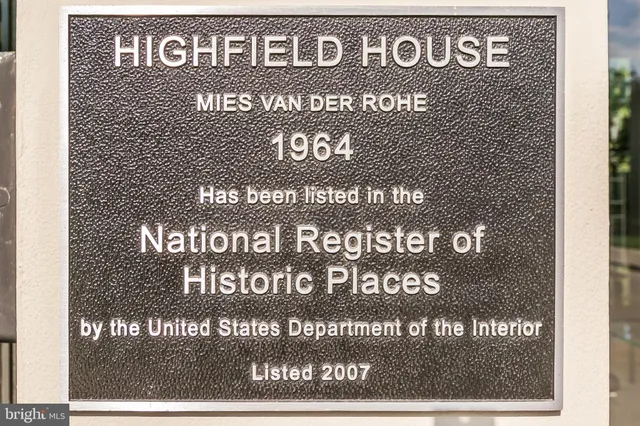 HIGHFIELD HOUSE
MIES VAN DER ROHE
1964
Has been listed in the
National Register of
Historic Places
by the United States Department of the Interior
Listed 2007
bright MLS